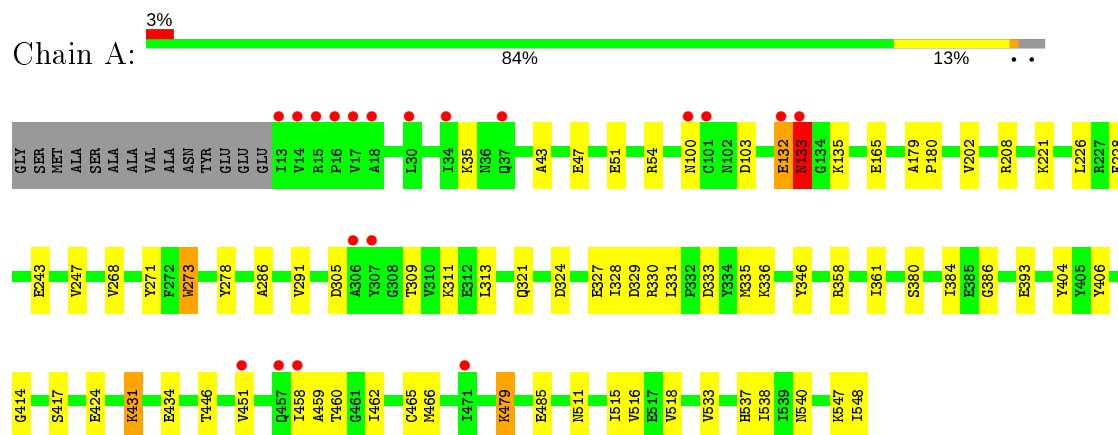 3%
Chain A:
84% 13% • •
GLY SER MET ALA SER ALA ALA VAL ALA ASN TYR GLU GLU GLU I13 V14 R15 P16 V17 A18 L30 I34 K35 N36 Q37 A43 E47 E51 R54 N100 C101 N102 D103 E132 N133 G134 K135 E165 A179 P180 V202 R208 K221 L226 R227 E228
E243 V247 V268 Y271 F272 W273 Y278 A286 V291 D305 A306 Y307 G308 T309 V310 K311 E312 L313 Q321 D324 E327 I328 D329 R330 L331 P332 D333 Y334 M335 K336 Y346 R358 I361 S380 I384 E385 G386 E393 Y404 Y405 Y406
G414 S417 E424 K431 E434 T446 V451 Q457 I458 A459 T460 G461 I462 C465 M466 I471 K479 E485 N511 I515 V516 E517 V518 V533 H537 I538 I539 N540 K547 I548